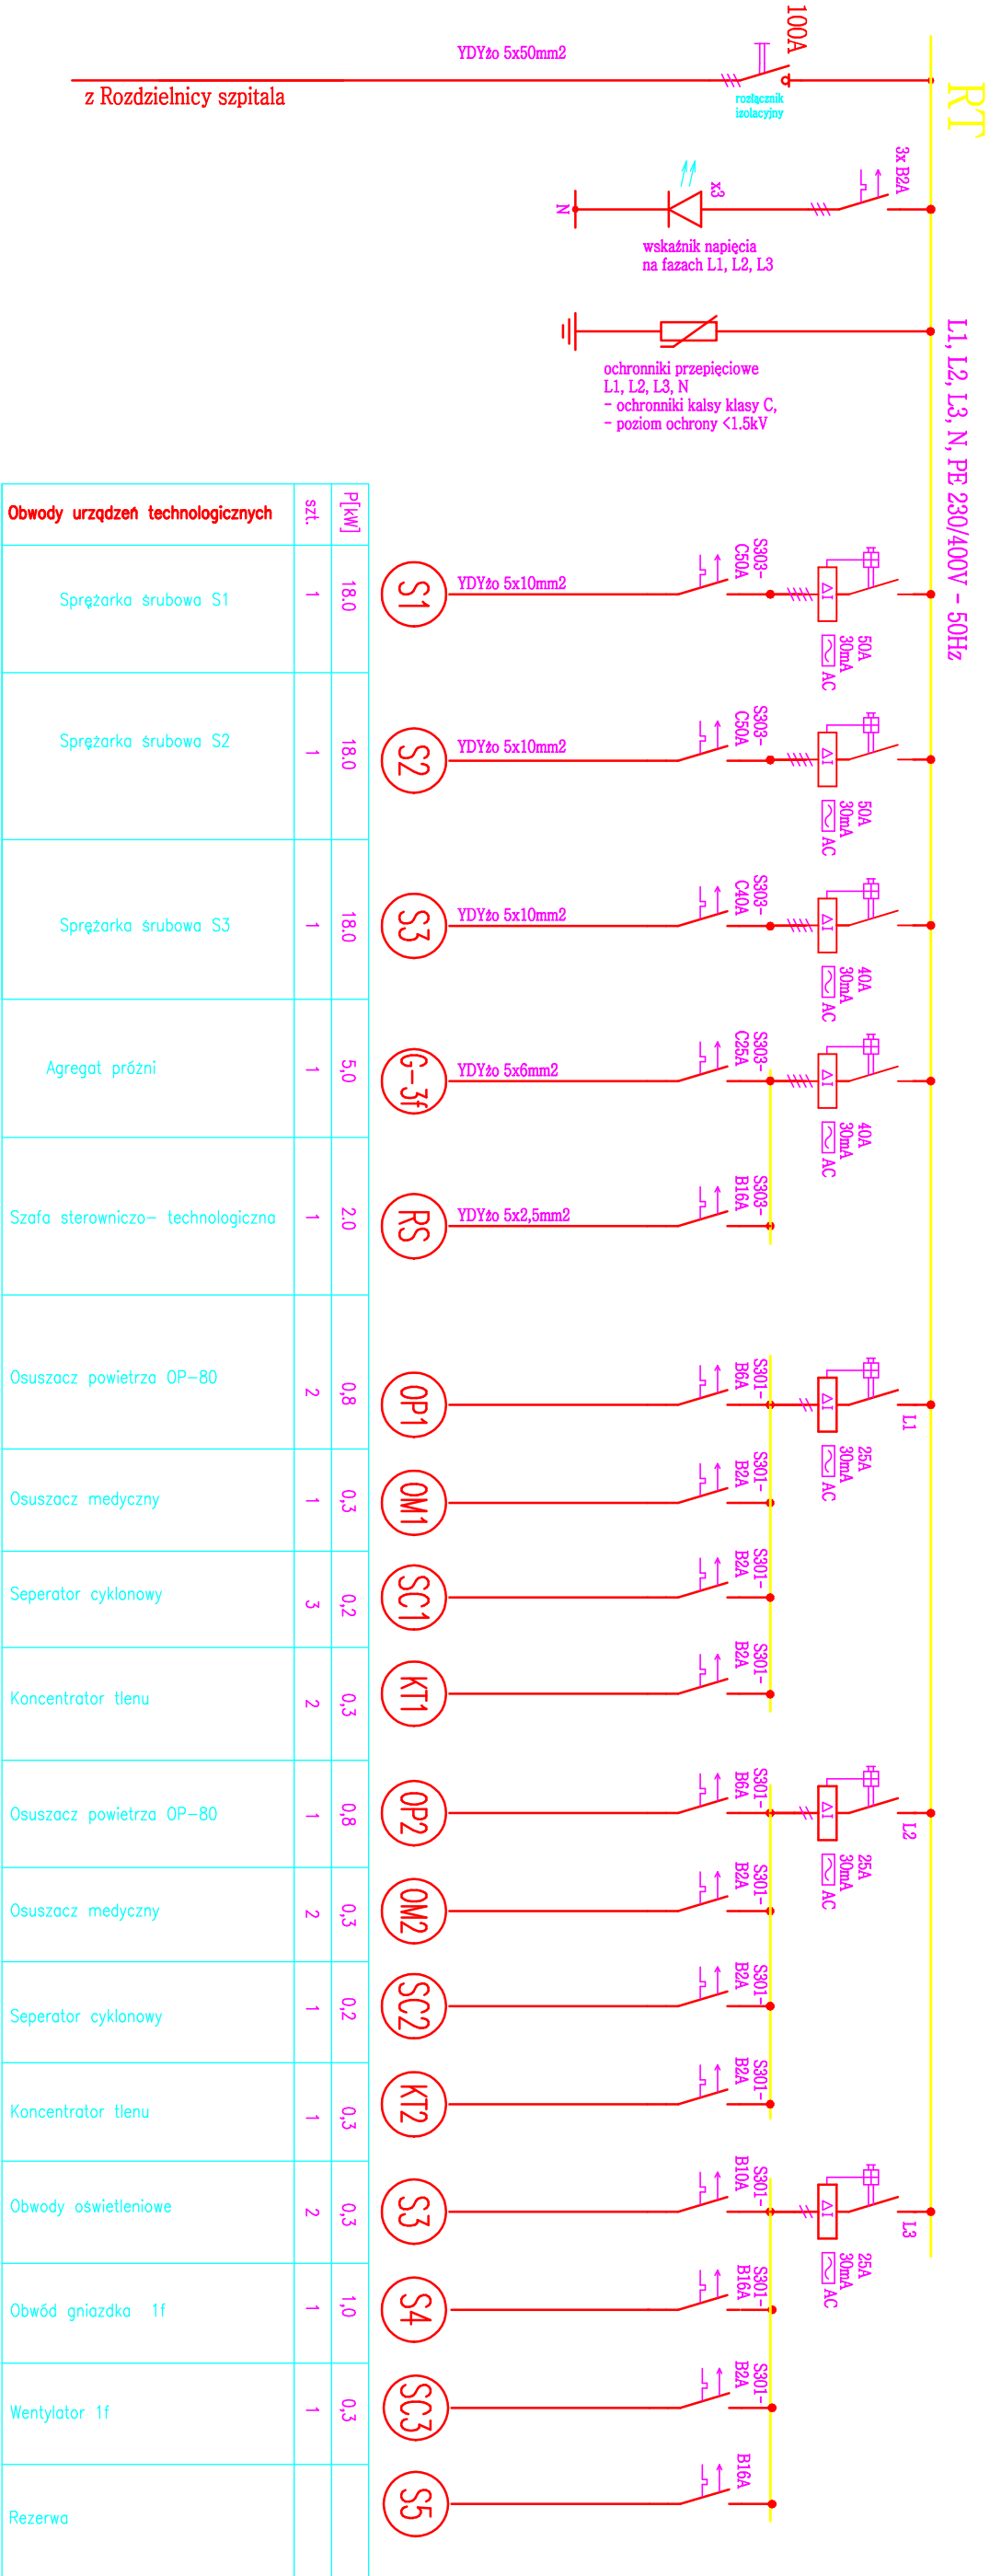 RT
100A
YDYżo 5x50mm2
z Rozdzielnicy szpitala
rozłącznik
izolacyjny
3x B2A
x3
N
wskaźnik napięcia
na fazach L1, L2, L3
L1, L2, L3, N, PE 230/400V - 50Hz
ochronniki przepięciowe
L1, L2, L3, N
- ochronniki kalsy klasy C,
- poziom ochrony <1.5kV
Obwody urządzeń technologicznych
szt.
P[kW]
50A
30mA
AC
ΔI
S303-
C50A
YDYżo 5x10mm2
S1
18.0
1
Sprężarka śrubowa S1
50A
30mA
AC
ΔI
S303-
C50A
YDYżo 5x10mm2
S2
18.0
1
Sprężarka śrubowa S2
40A
30mA
AC
ΔI
S303-
C40A
YDYżo 5x10mm2
S3
18.0
1
Sprężarka śrubowa S3
40A
30mA
AC
ΔI
S303-
C25A
YDYżo 5x6mm2
G-3f
5,0
1
Agregat próżni
S303-
B16A
YDYżo 5x2,5mm2
RS
2.0
1
Szafa sterowniczo- technologiczna
L1
25A
30mA
AC
ΔI
S301-
B6A
OP1
0,8
2
Osuszacz powietrza OP-80
S301-
B2A
OM1
0,3
1
Osuszacz medyczny
S301-
B2A
SC1
0,2
3
Seperator cyklonowy
S301-
B2A
KT1
0,3
2
Koncentrator tlenu
L2
25A
30mA
AC
ΔI
S301-
B6A
OP2
0,8
1
Osuszacz powietrza OP-80
S301-
B2A
OM2
0,3
2
Osuszacz medyczny
S301-
B2A
SC2
0,2
1
Seperator cyklonowy
S301-
B2A
KT2
0,3
1
Koncentrator tlenu
L3
25A
30mA
AC
ΔI
S301-
B10A
S3
0,3
2
Obwody oświetleniowe
S301-
B16A
S4
1,0
1
Obwód gniazdka 1f
S301-
B2A
SC3
0,3
1
Wentylator 1f
B16A
S5
Rezerwa